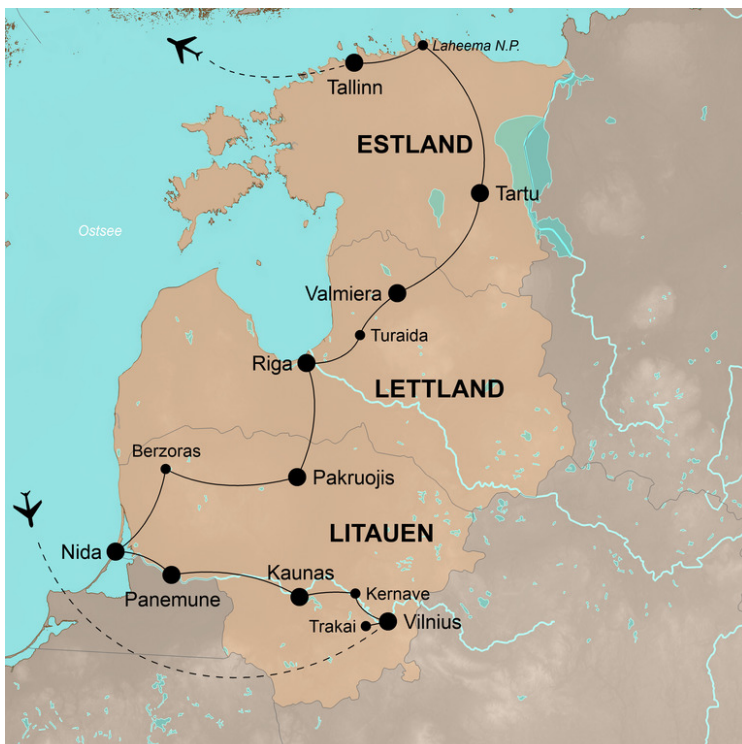 Laheema N.P.
Tallinn
ESTLAND
Tartu
Ostsee
Valmiera
Turaida
Riga
LETTLAND
Berzoras
Pakruojis
LITAUEN
Nida
Kaunas
Panemune
Kernave
Trakai
Vilnius